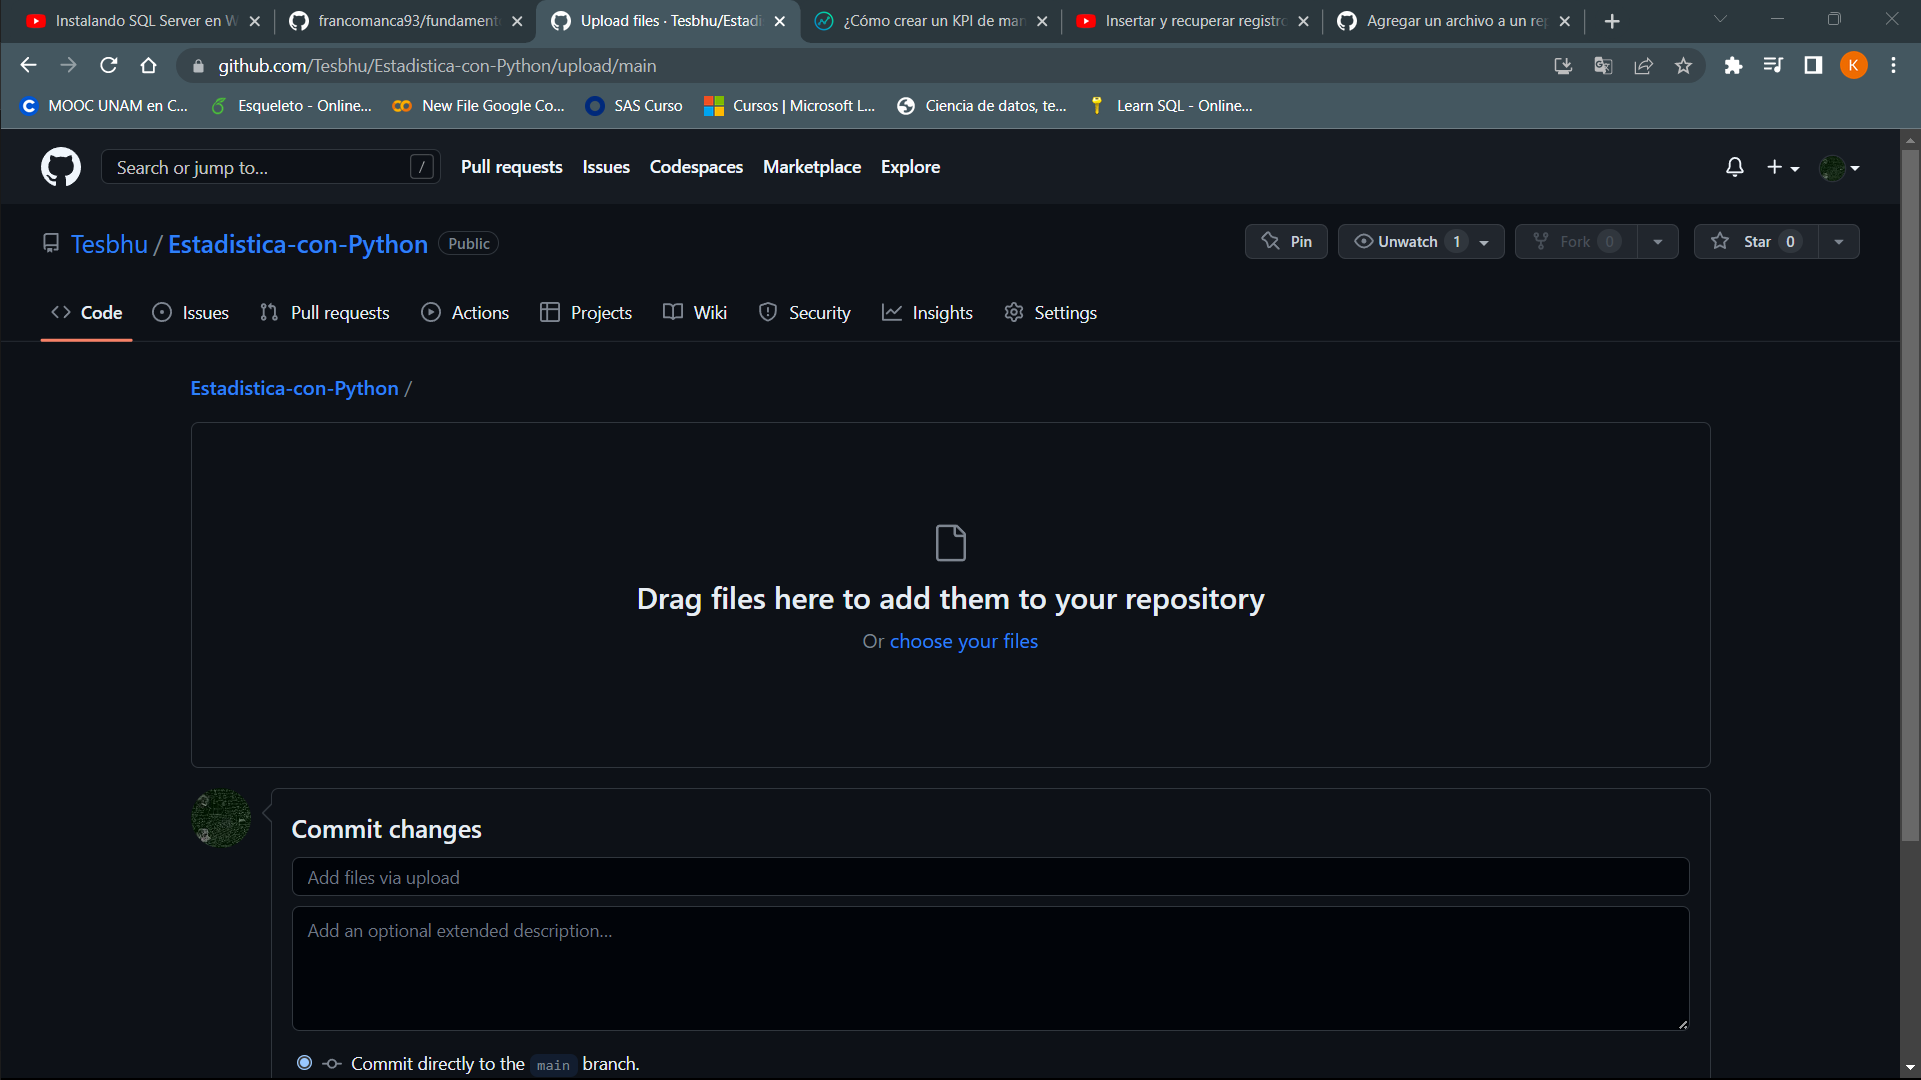 Instalando SQL Server en W
francomanca93/fundament
Upload files · Tesbhu/Estadi
¿Cómo crear un KPI de man
Insertar y recuperar registro
Agregar un archivo a un rep
github.com/Tesbhu/Estadistica-con-Python/upload/main
K
MOOC UNAM en C...
Esqueleto - Online...
New File Google Co...
SAS Curso
Cursos | Microsoft L...
Ciencia de datos, te...
Learn SQL - Online...
Search or jump to... /
Pull requests
Issues
Codespaces
Marketplace
Explore
Tesbhu / Estadistica-con-Python Public
Pin
Unwatch 1
Fork 0
Star 0
Code
Issues
Pull requests
Actions
Projects
Wiki
Security
Insights
Settings
Estadistica-con-Python /
Drag files here to add them to your repository
Or choose your files
Commit changes
Add files via upload
Add an optional extended description...
Commit directly to the main branch.